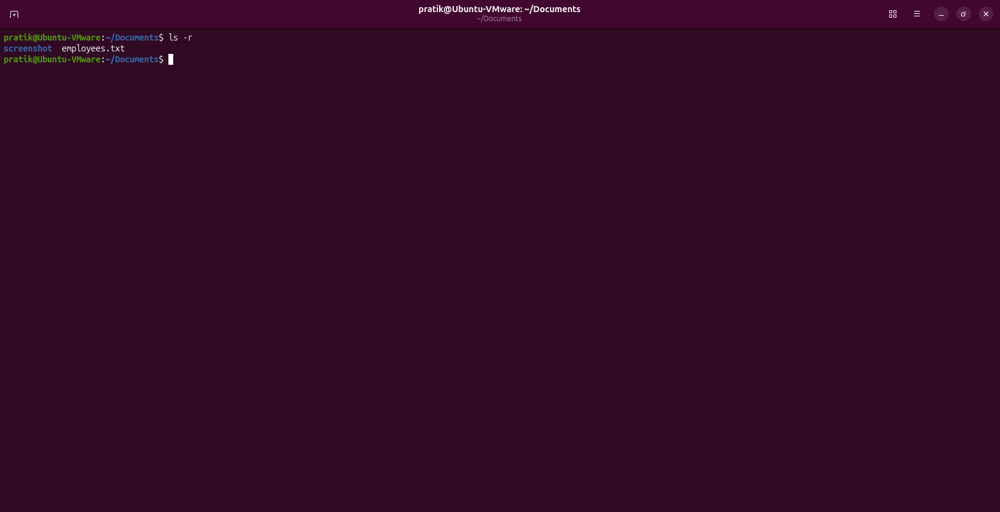 pratik@Ubuntu-VMware: ~/Documents
~/Documents
pratik@Ubuntu-VMware:~/Documents$ ls -r
screenshot  employees.txt
pratik@Ubuntu-VMware:~/Documents$